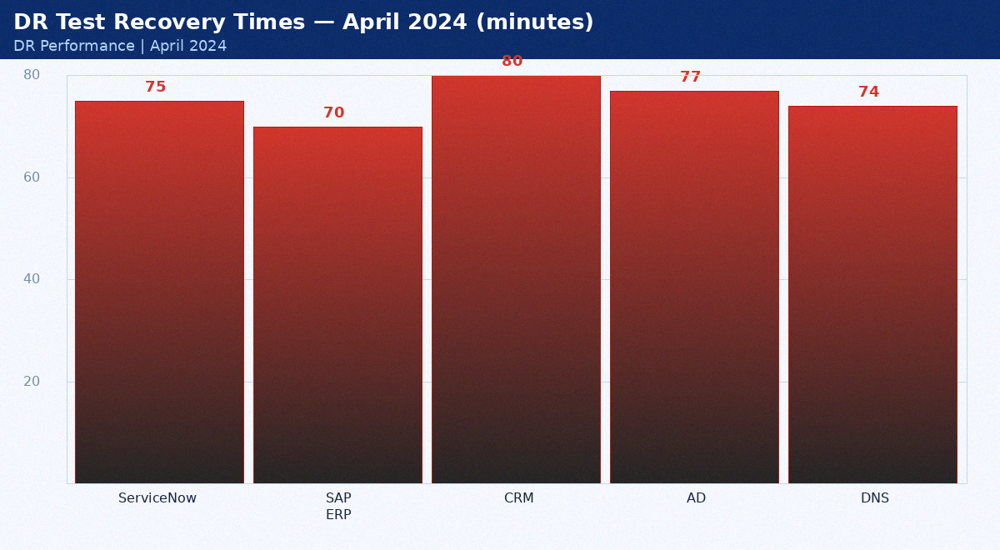 DR Test Recovery Times — April 2024 (minutes)
DR Performance | April 2024
80
60
40
20
75
70
80
77
74
ServiceNow
SAP
ERP
CRM
AD
DNS